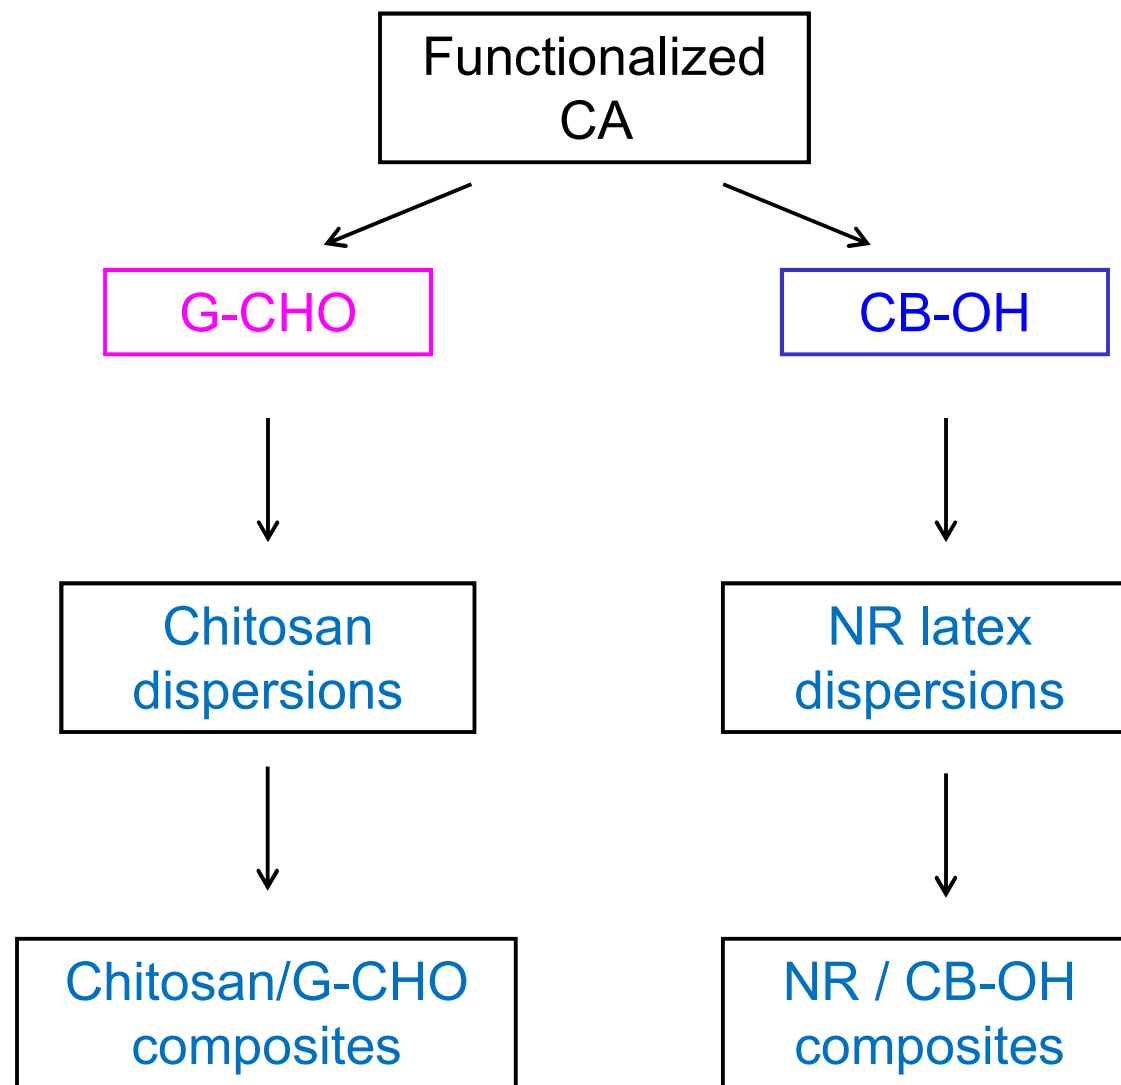 Functionalized
CA
G-CHO
CB-OH
Chitosan
dispersions
NR latex
dispersions
Chitosan/G-CHO
composites
NR / CB-OH
composites